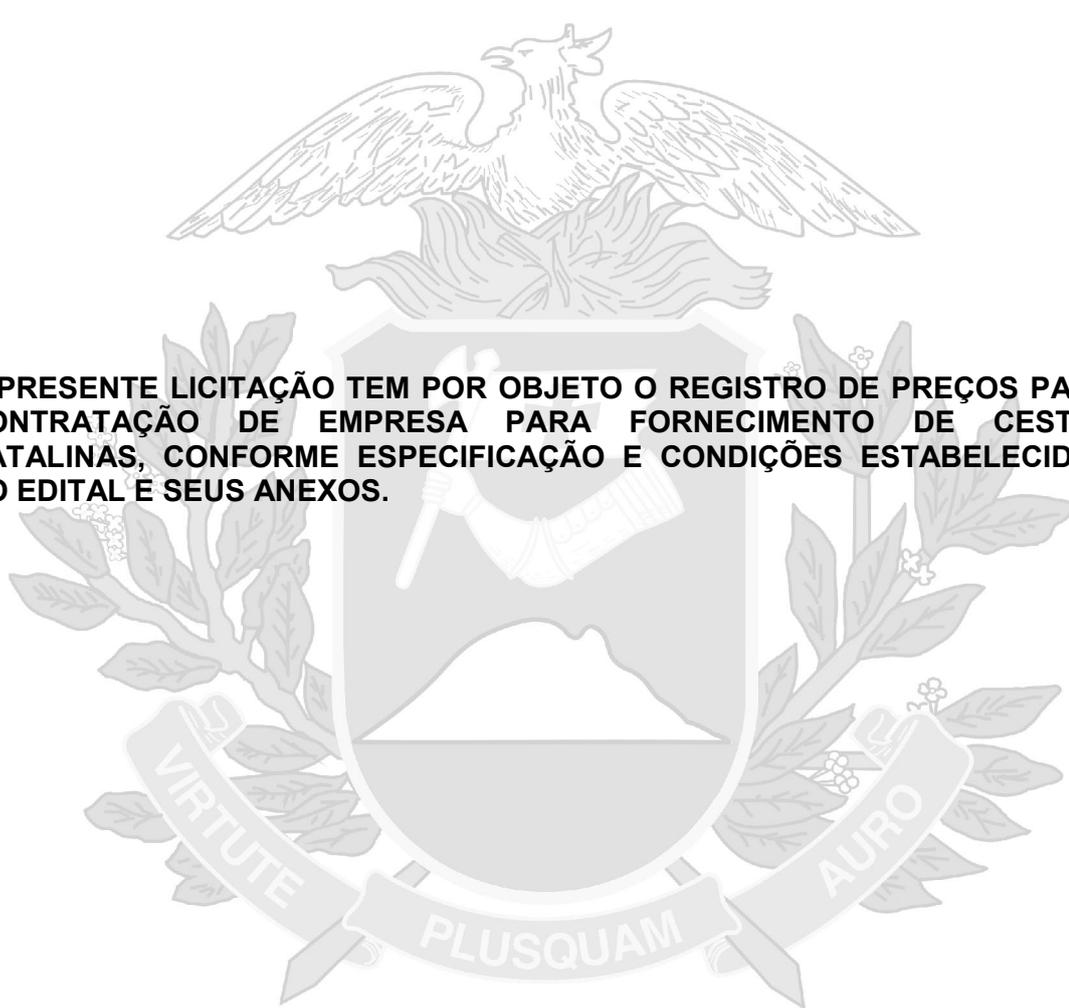 PRESENTE LICITAÇÃO TEM POR OBJETO O REGISTRO DE PREÇOS PA
ONTRATAÇÃO DE EMPRESA PARA FORNECIMENTO DE CEST
ATALINAS, CONFORME ESPECIFICAÇÃO E CONDIÇÕES ESTABELECID
O EDITAL E SEUS ANEXOS.
VIRTUTE PLUSQUAM AURO